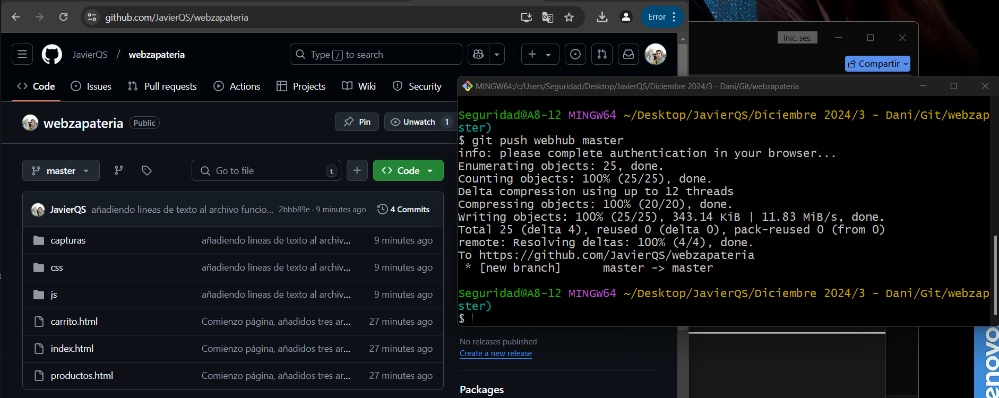 github.com/JavierQS/webzapateria
Error
JavierQS / webzapateria
Type / to search
Code
Issues
Pull requests
Actions
Projects
Wiki
Security
webzapateria
Public
Pin
Unwatch 1
master
Go to file
t
Code
JavierQS añadiendo lineas de texto al archivo funcio... 2bbb89e · 9 minutes ago 4 Commits
capturas añadiendo lineas de texto al archiv... 9 minutes ago
css añadiendo lineas de texto al archiv... 9 minutes ago
js añadiendo lineas de texto al archiv... 9 minutes ago
carrito.html Comienzo página, añadidos tres ar... 27 minutes ago
index.html Comienzo página, añadidos tres ar... 27 minutes ago
productos.html Comienzo página, añadidos tres ar... 27 minutes ago
No releases published
Create a new release
Packages
Inic. ses.
Compartir
MINGW64:/c/Users/Seguridad/Desktop/JavierQS/Diciembre 2024/3 - Dani/Git/webzapateria
Seguridad@A8-12 MINGW64 ~/Desktop/JavierQS/Diciembre 2024/3 - Dani/Git/webzap
ster)
$ git push webhub master
info: please complete authentication in your browser...
Enumerating objects: 25, done.
Counting objects: 100% (25/25), done.
Delta compression using up to 12 threads
Compressing objects: 100% (20/20), done.
Writing objects: 100% (25/25), 343.14 KiB | 11.83 MiB/s, done.
Total 25 (delta 4), reused 0 (delta 0), pack-reused 0 (from 0)
remote: Resolving deltas: 100% (4/4), done.
To https://github.com/JavierQS/webzapateria
* [new branch] master -> master
Seguridad@A8-12 MINGW64 ~/Desktop/JavierQS/Diciembre 2024/3 - Dani/Git/webzap
ster)
$
enovo